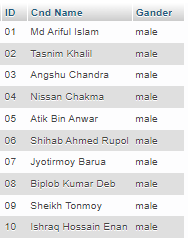 ID Cnd Name Gander
01 Md Ariful Islam male
02 Tasnim Khalil male
03 Angshu Chandra male
04 Nissan Chakma male
05 Atik Bin Anwar male
06 Shihab Ahmed Rupol male
07 Jyotirmoy Barua male
08 Biplob Kumar Deb male
09 Sheikh Tonmoy male
10 Ishraq Hossain Enan male